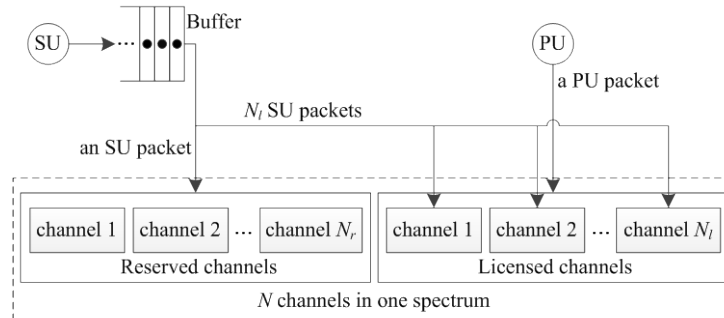 Buffer
SU
...
PU
a PU packet
N_l SU packets
an SU packet
channel 1
channel 2
...
channel N_r
Reserved channels
channel 1
channel 2
...
channel N_l
Licensed channels
N channels in one spectrum